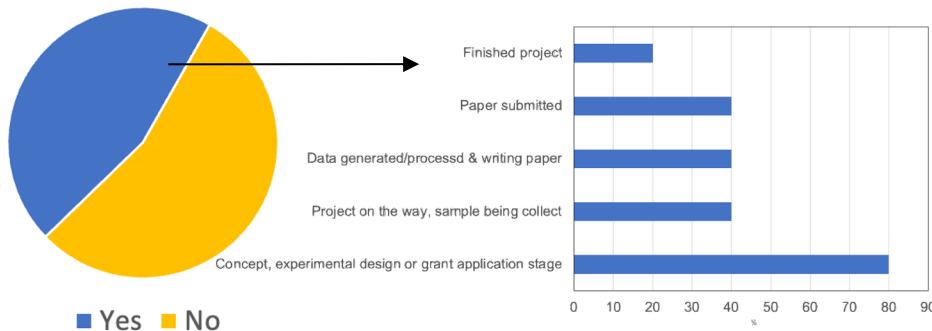 Finished project
Paper submitted
Data generated/processd & writing paper
Project on the way, sample being collect
Concept, experimental design or grant application stage
0 10 20 30 40 50 60 70 80 90
%
Yes No